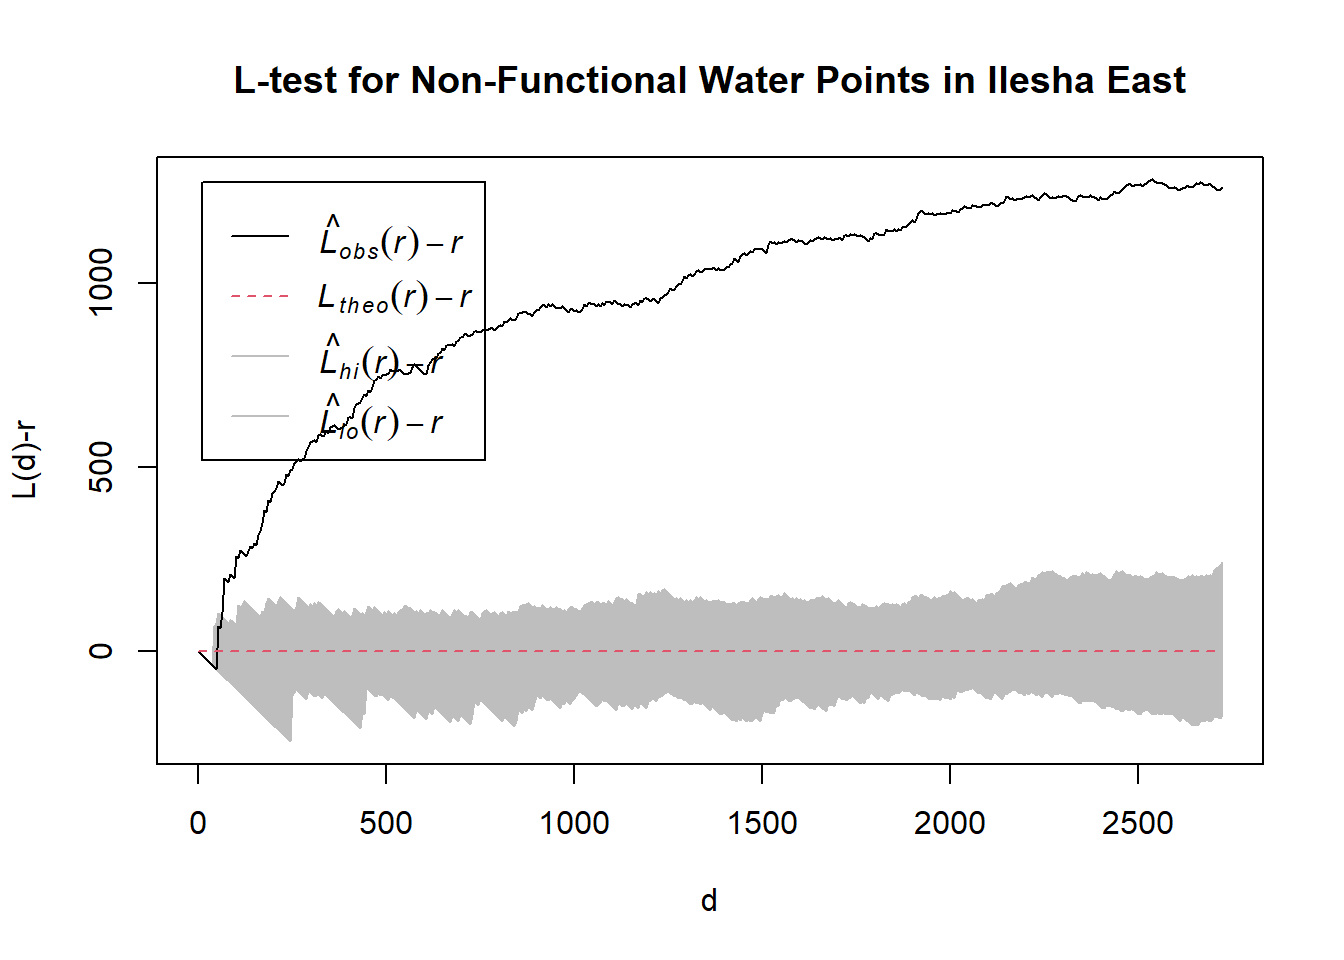 L-test for Non-Functional Water Points in Ilesha East
L̂obs(r) – r
Ltheo(r) – r
L̂hi(r) – r
L̂lo(r) – r
L(d)-r
1000
500
0
0 500 1000 1500 2000 2500
d